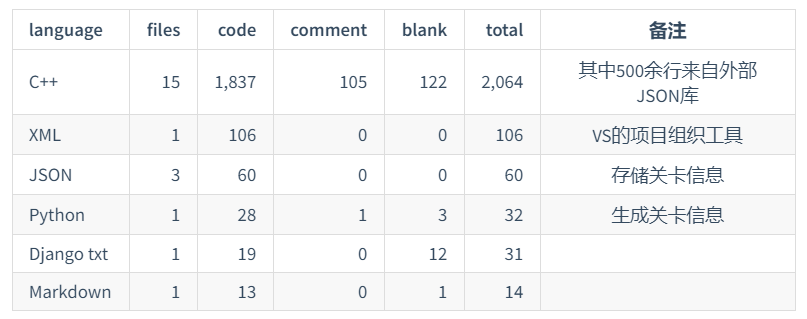 language files code comment blank total 备注
C++ 15 1,837 105 122 2,064 其中500余行来自外部
JSON库
XML 1 106 0 0 106 VS的项目组织工具
JSON 3 60 0 0 60 存储关卡信息
Python 1 28 1 3 32 生成关卡信息
Django txt 1 19 0 12 31
Markdown 1 13 0 1 14